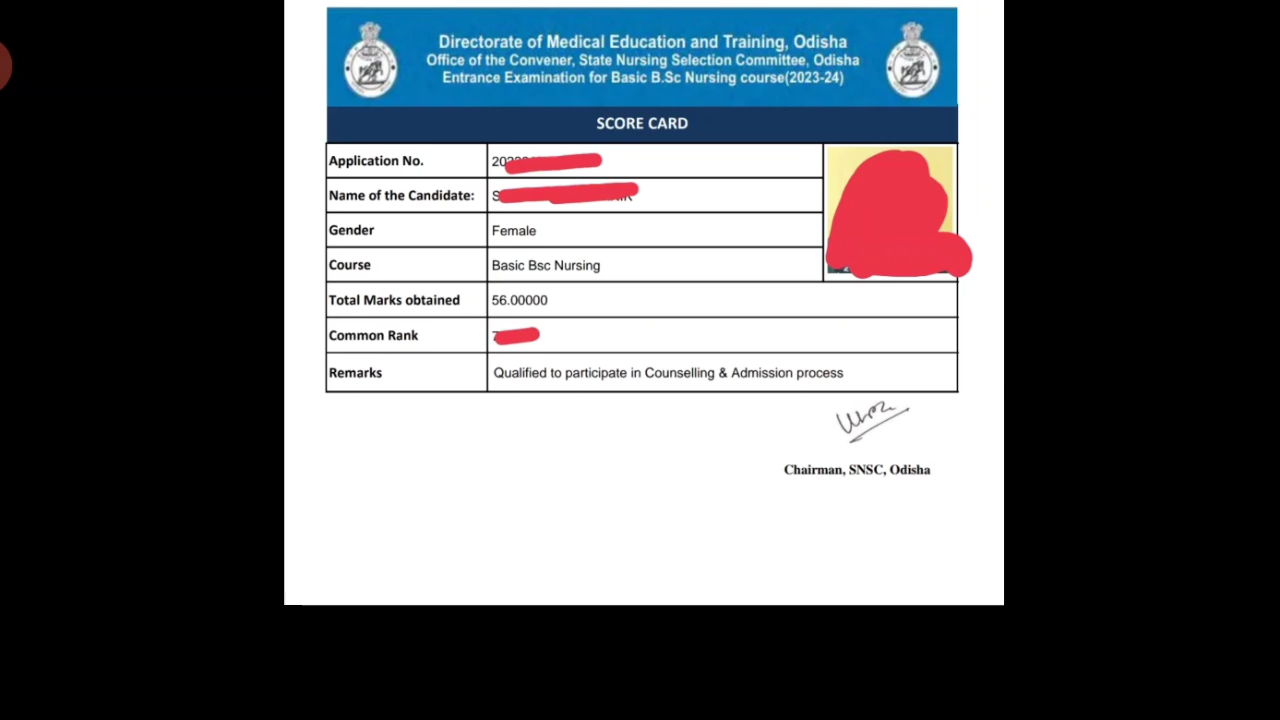 Directorate of Medical Education and Training, Odisha
Office of the Convener, State Nursing Selection Committee, Odisha
Entrance Examination for Basic B.Sc Nursing course(2023-24)
SCORE CARD
Application No.
Name of the Candidate:
Gender Female
Course Basic Bsc Nursing
Total Marks obtained 56.00000
Common Rank
Remarks Qualified to participate in Counselling & Admission process
Chairman, SNSC, Odisha